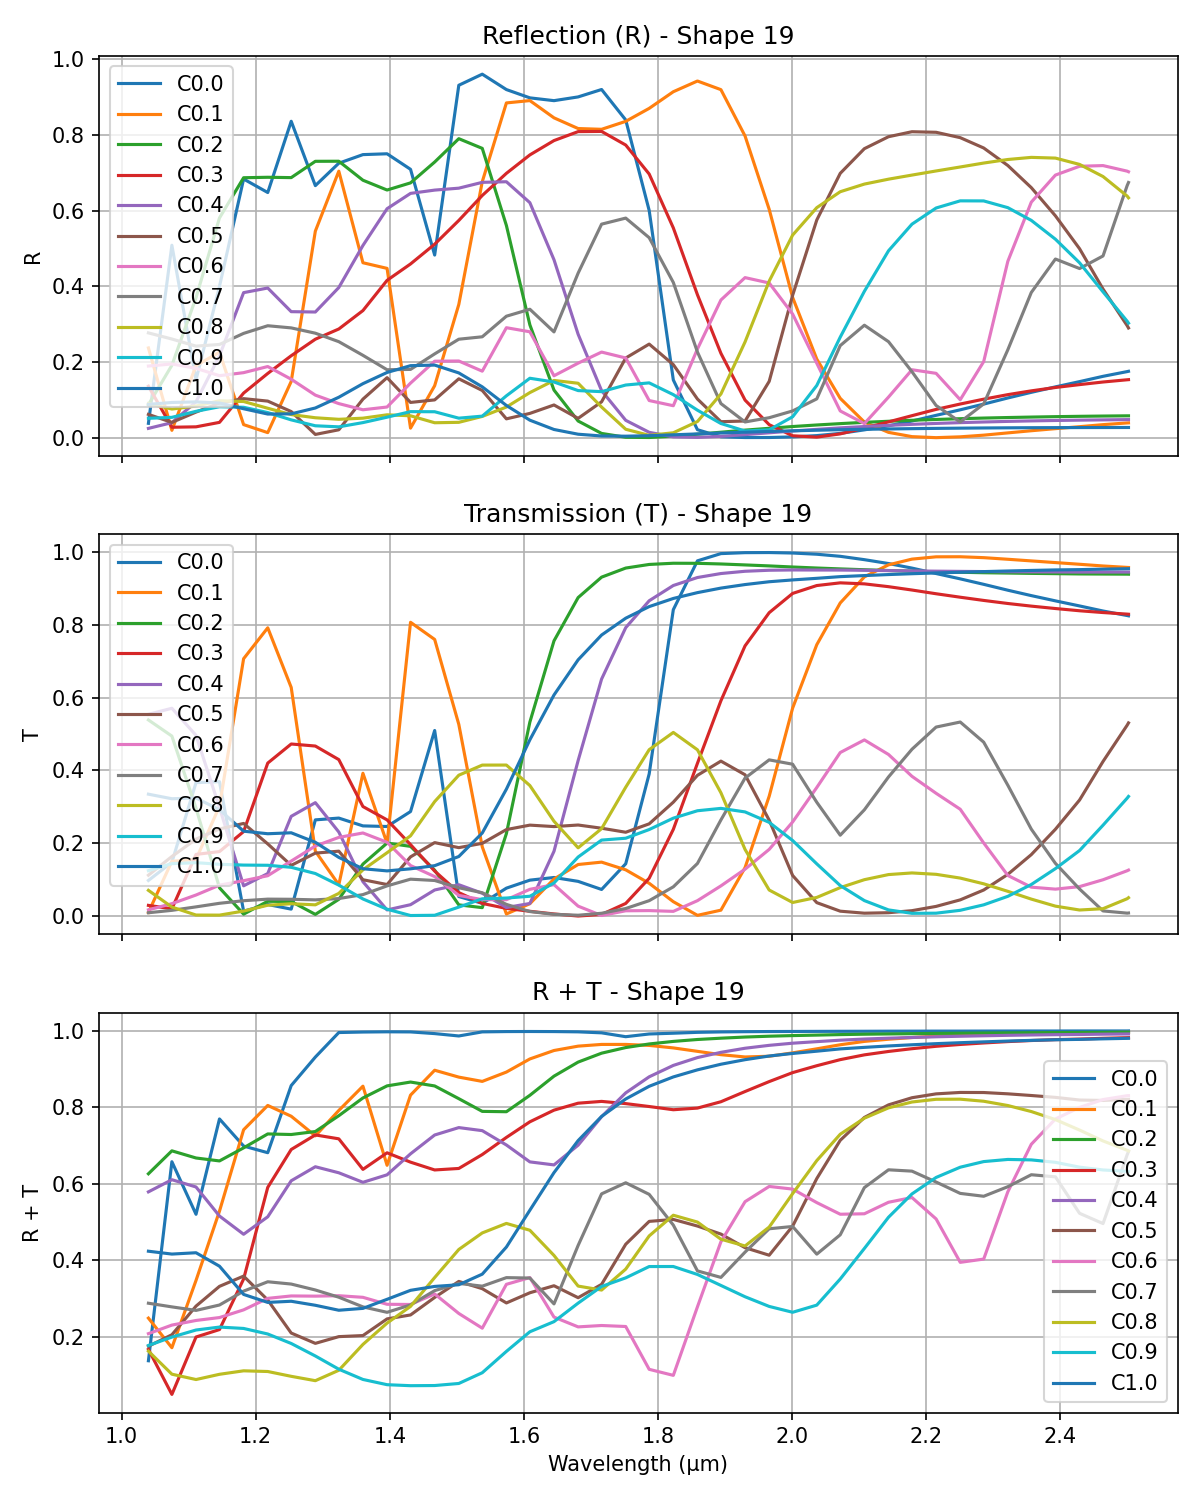 Reflection (R) - Shape 19
1.0
0.8
0.6
0.4
0.2
0.0
R
C0.0
C0.1
C0.2
C0.3
C0.4
C0.5
C0.6
C0.7
C0.8
C0.9
C1.0
Transmission (T) - Shape 19
1.0
0.8
0.6
0.4
0.2
0.0
T
C0.0
C0.1
C0.2
C0.3
C0.4
C0.5
C0.6
C0.7
C0.8
C0.9
C1.0
R + T - Shape 19
1.0
0.8
0.6
0.4
0.2
R + T
C0.0
C0.1
C0.2
C0.3
C0.4
C0.5
C0.6
C0.7
C0.8
C0.9
C1.0
1.0 1.2 1.4 1.6 1.8 2.0 2.2 2.4
Wavelength (μm)